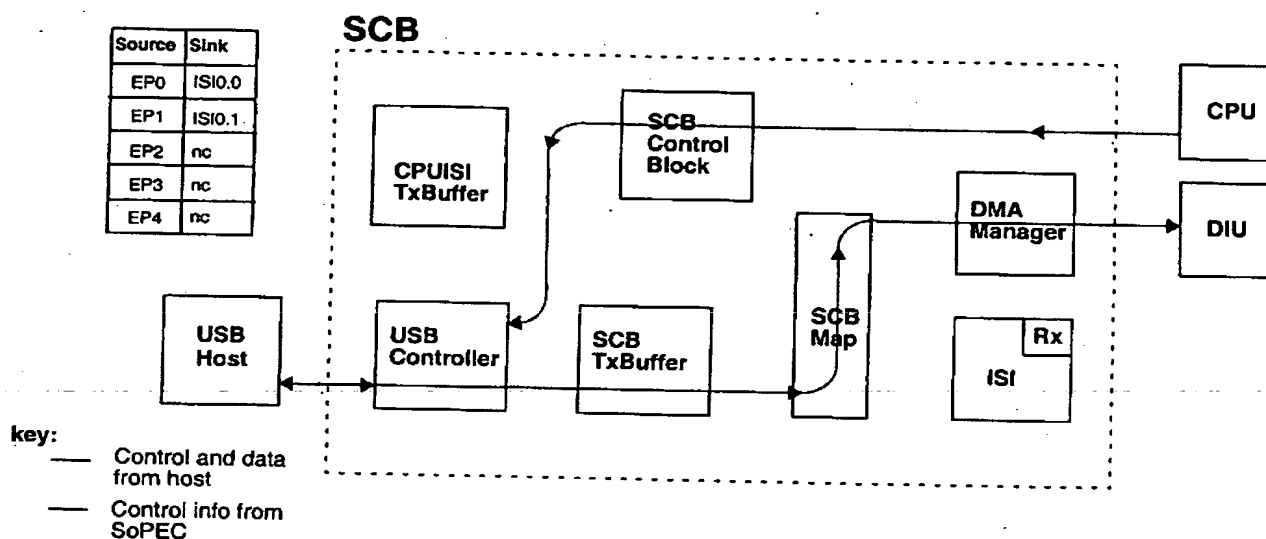 SCB
Source Sink
EP0 ISI0.0
EP1 ISI0.1
EP2 nc
EP3 nc
EP4 nc
CPUISI
TxBuffer
SCB
Control
Block
CPU
DMA
Manager
DIU
USB
Host
USB
Controller
SCB
TxBuffer
SCB
Map
Rx
ISI
key:
Control and data
from host
Control info from
SoPEC